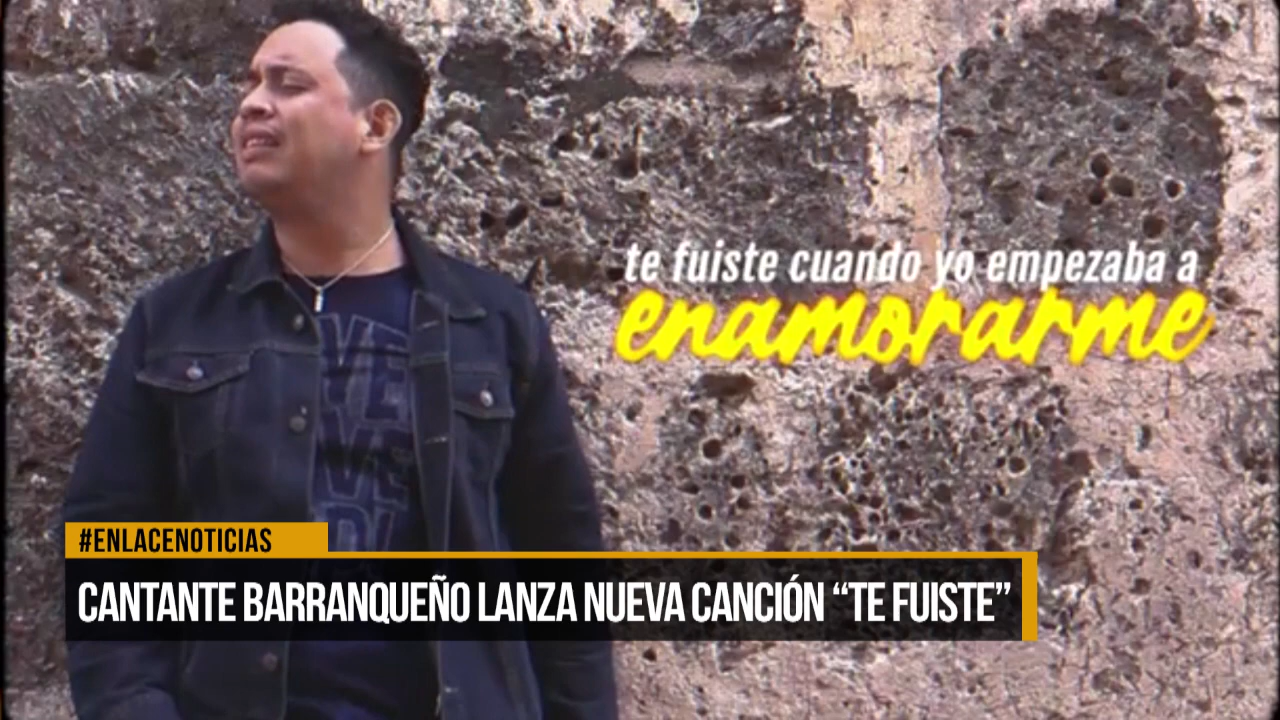 te fuiste cuando yo empezaba a
enamorarme
#ENLACENOTICIAS
CANTANTE BARRANQUEÑO LANZA NUEVA CANCIÓN “TE FUISTE”